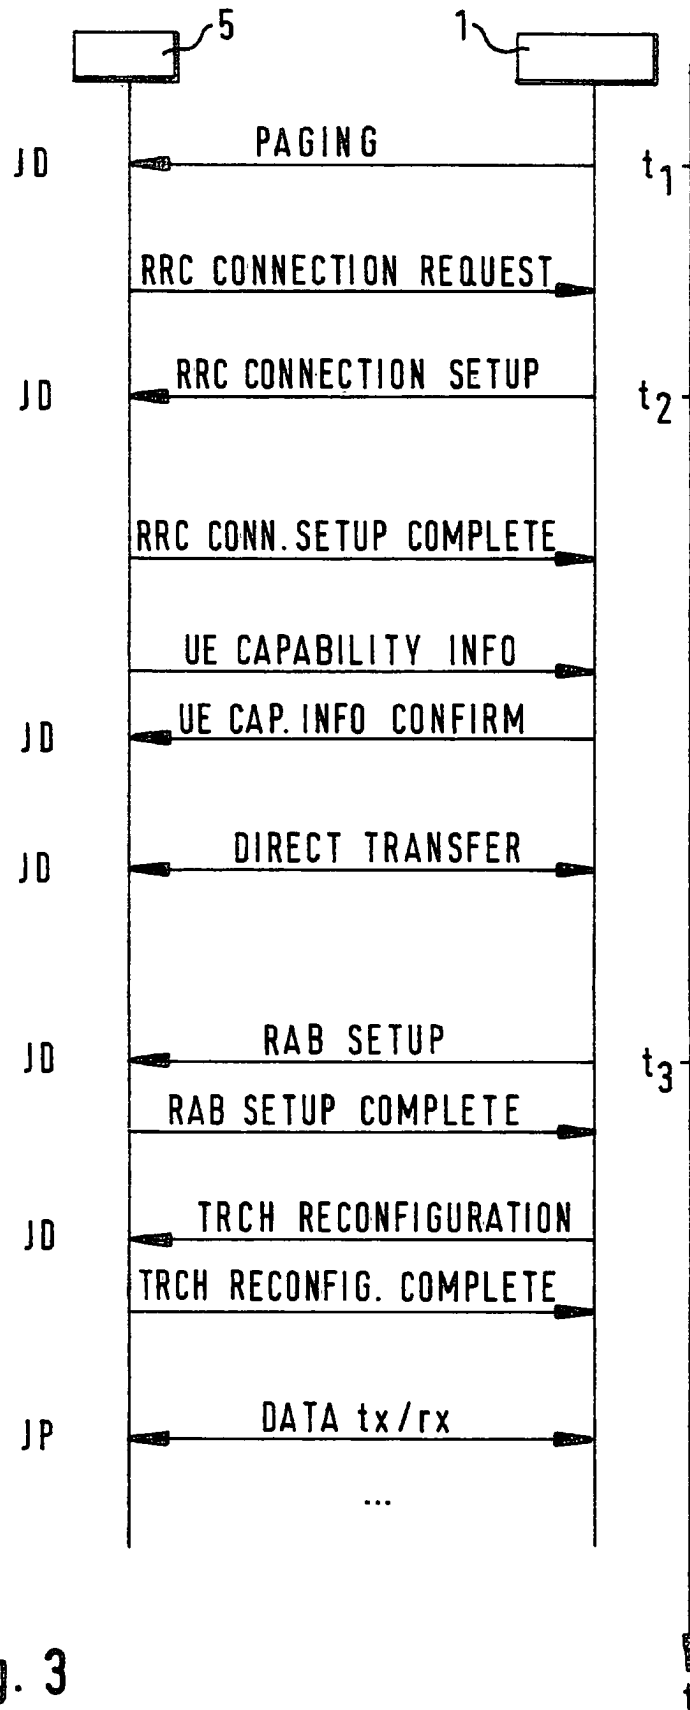 5 1
PAGING
JD t1
RRC CONNECTION REQUEST
RRC CONNECTION SETUP
JD t2
RRC CONN. SETUP COMPLETE
UE CAPABILITY INFO
UE CAP. INFO CONFIRM
JD
DIRECT TRANSFER
JD
RAB SETUP
JD t3
RAB SETUP COMPLETE
TRCH RECONFIGURATION
JD
TRCH RECONFIG. COMPLETE
DATA tx/rx
JP
...
g. 3
t